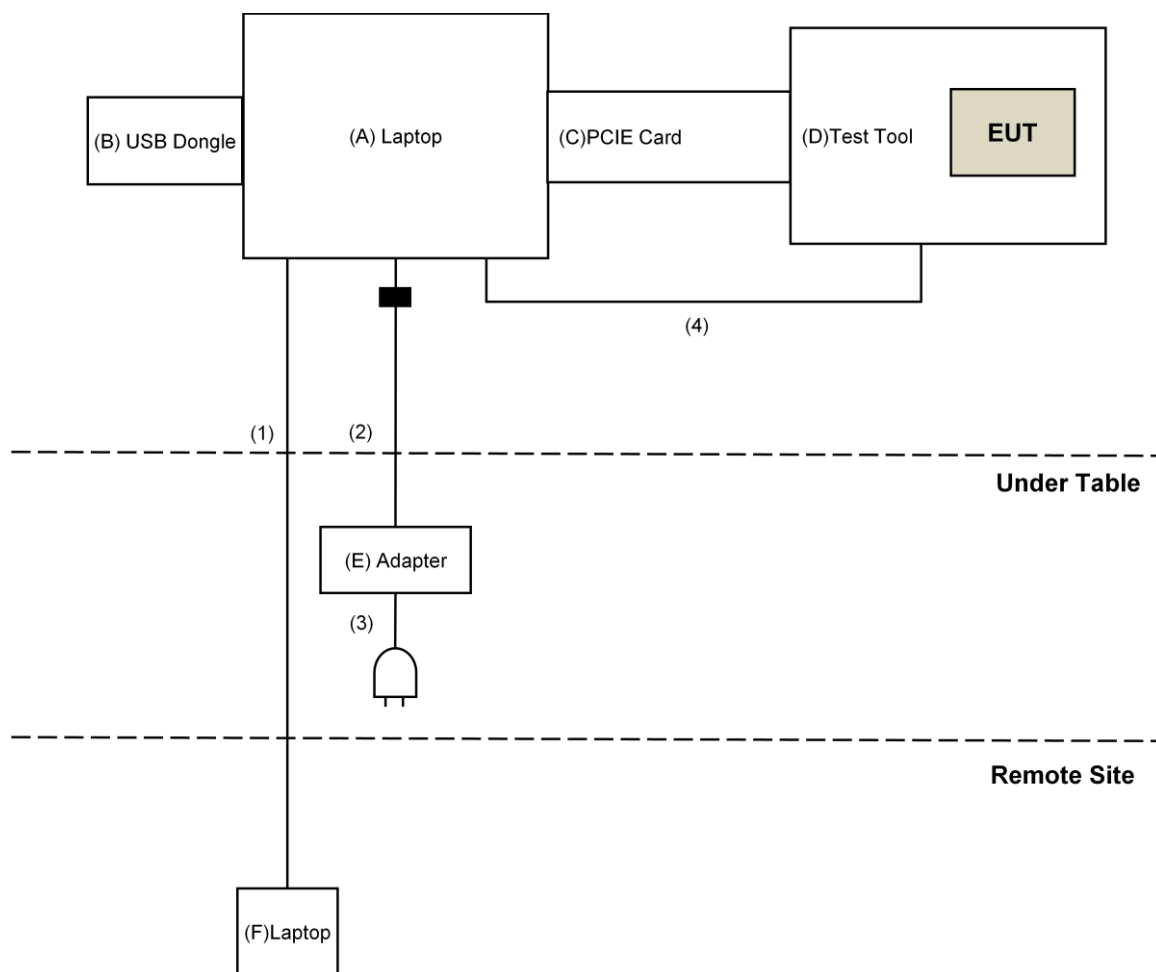 (B) USB Dongle
(A) Laptop
(C)PCIE Card
(D)Test Tool
EUT
(4)
(1)
(2)
Under Table
(E) Adapter
(3)
Remote Site
(F)Laptop